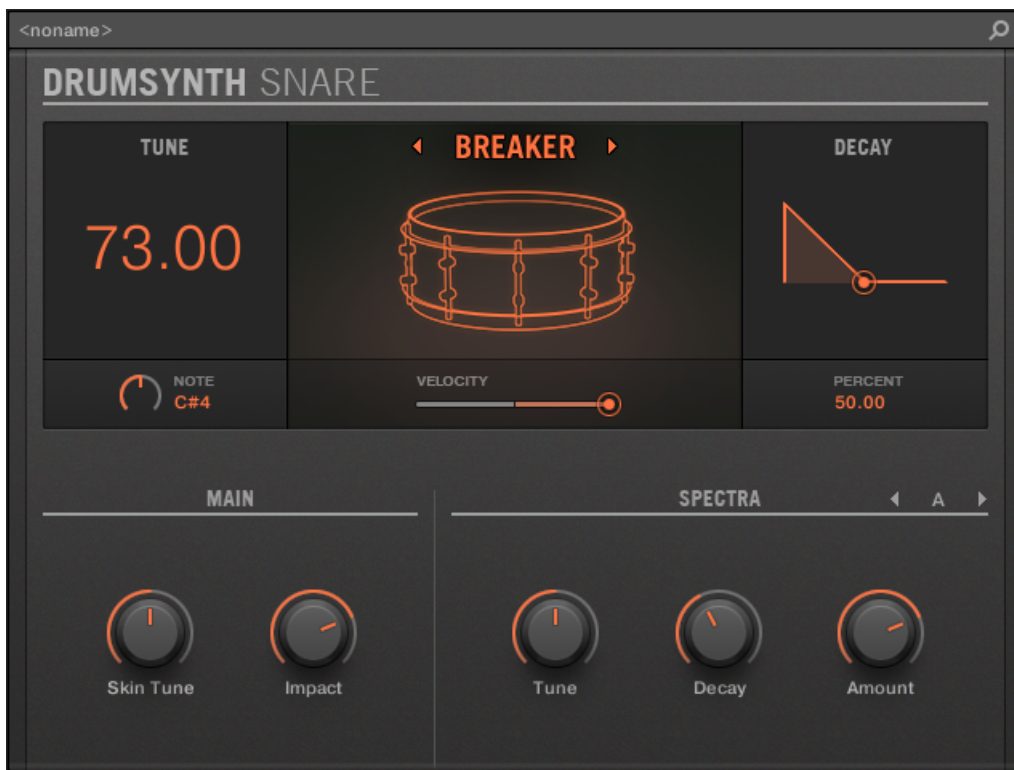 <noname>
DRUMSYNTH SNARE
TUNE
BREAKER
DECAY
73.00
NOTE
C#4
VELOCITY
PERCENT
50.00
MAIN
SPECTRA
A
Skin Tune
Impact
Tune
Decay
Amount